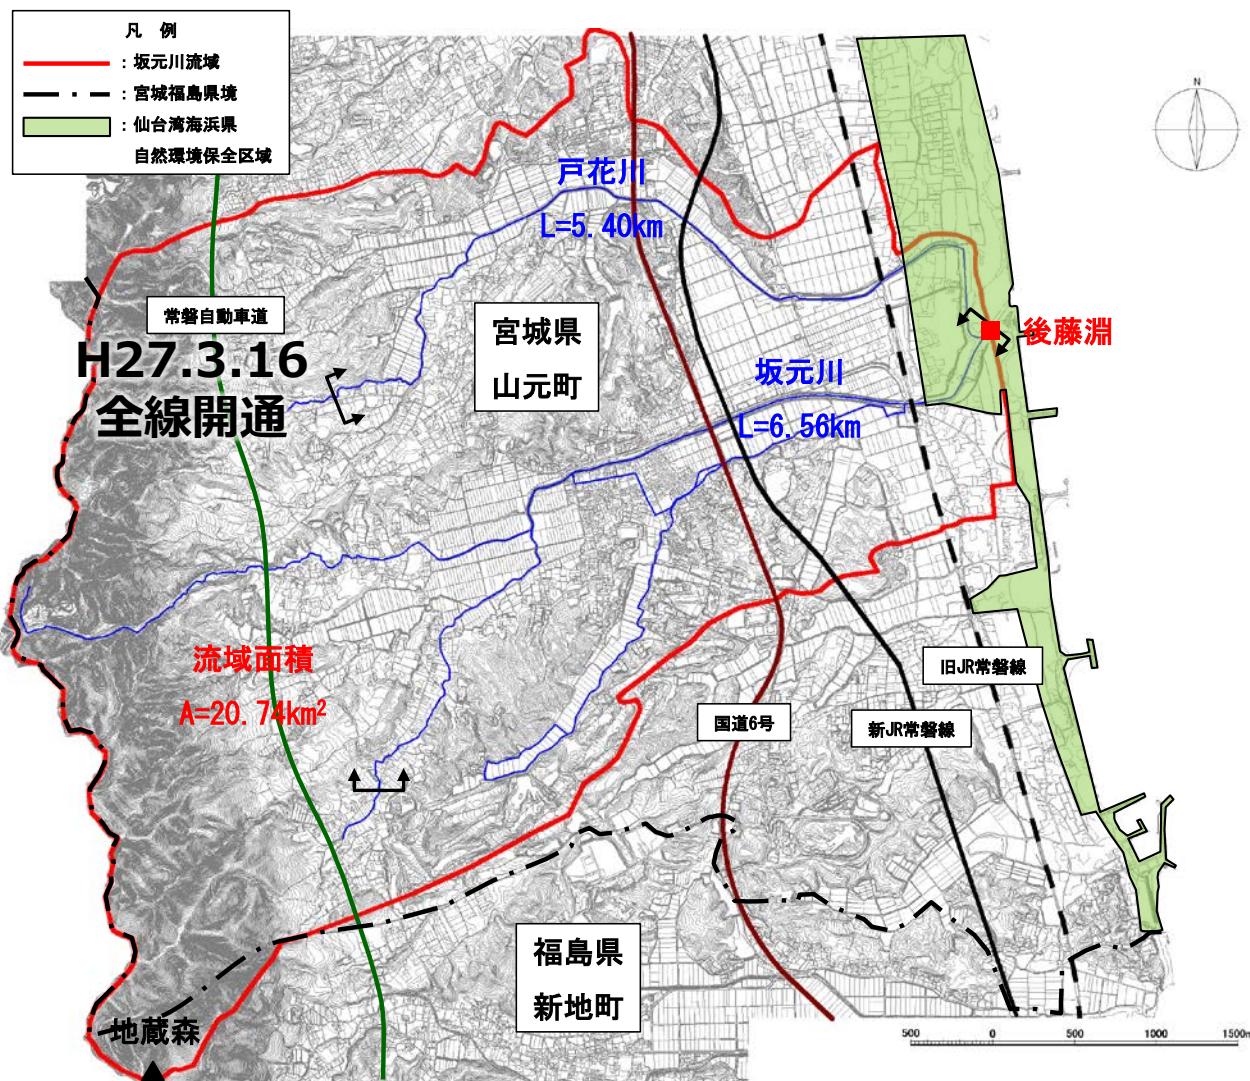 凡 例
：坂元川流域
：宮城福島県境
：仙台湾海浜県
自然環境保全区域
N
戸花川
L=5.40km
常磐自動車道
H27.3.16
全線開通
宮城県
山元町
後藤淵
坂元川
L=6.56km
流域面積
A=20.74km²
旧JR常磐線
国道6号
新JR常磐線
福島県
新地町
地蔵森
500 0 500 1000 1500m